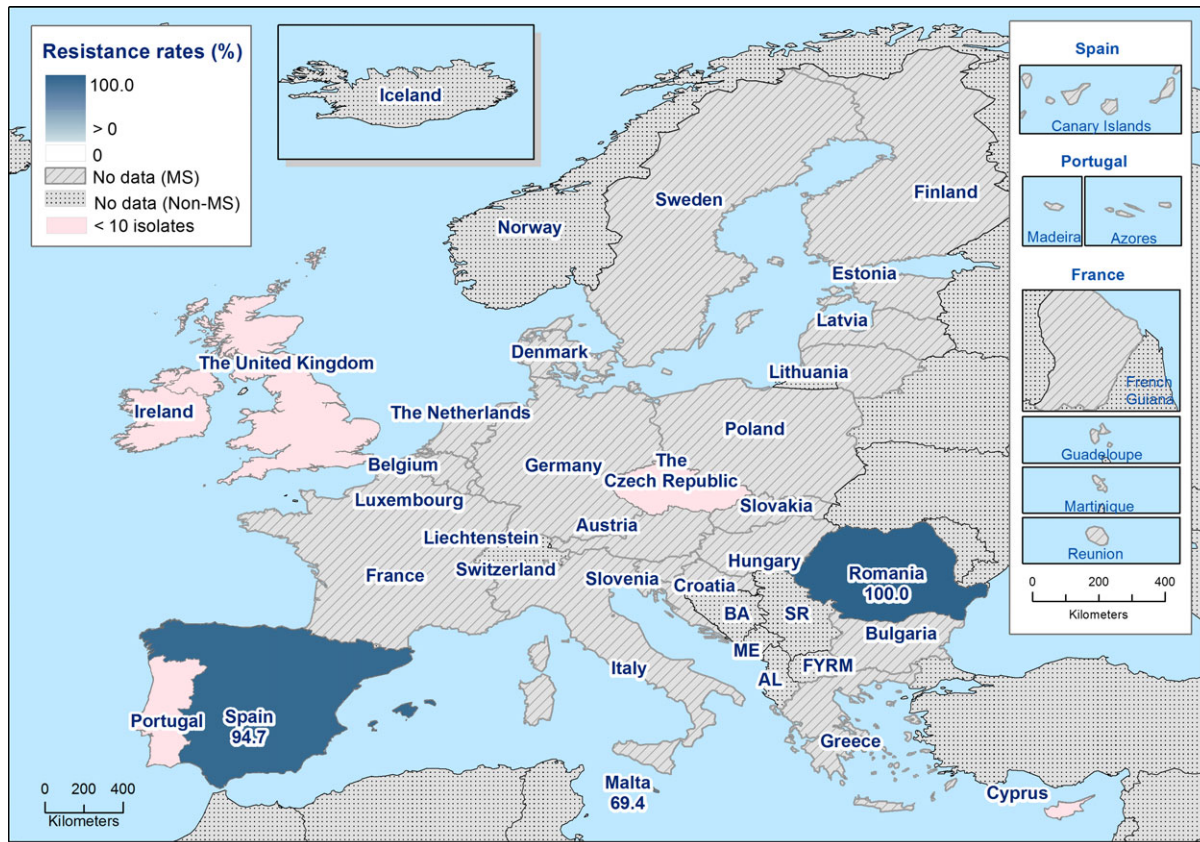 Resistance rates (%)
100.0
> 0
0
No data (MS)
No data (Non-MS)
< 10 isolates
Iceland
Norway
Sweden
Finland
Estonia
Latvia
Lithuania
Denmark
The United Kingdom
Ireland
The Netherlands
Poland
Belgium
Germany
The
Czech Republic
Luxembourg
Slovakia
Austria
Liechtenstein
Hungary
France
Switzerland
Slovenia
Croatia
Romania
100.0
BA
SR
Bulgaria
ME
Italy
FYRM
AL
Portugal
Spain
94.7
Greece
Malta
69.4
Cyprus
0 200 400
Kilometers
Spain
Canary Islands
Portugal
Madeira
Azores
France
French
Guiana
Guadeloupe
Martinique
Reunion
0 200 400
Kilometers